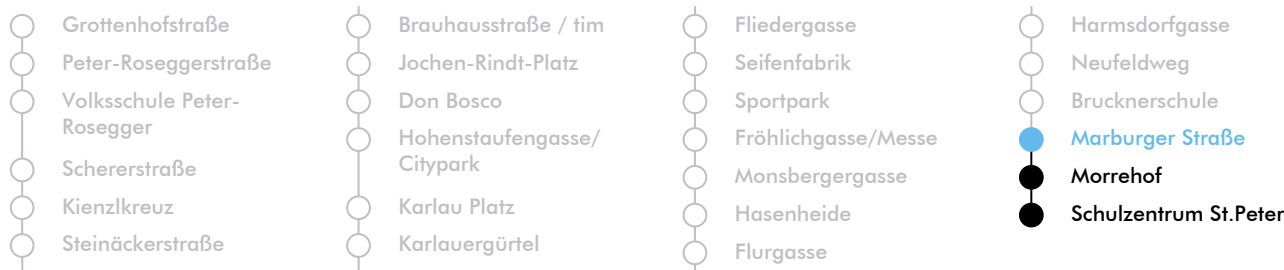 Grottenhofstraße
Peter-Roseggerstraße
Volksschule Peter-
Rosegger
Schererstraße
Kienzlkreuz
Steinäckerstraße
Brauhausstraße / tim
Jochen-Rindt-Platz
Don Bosco
Hohenstaufengasse/
Citypark
Karlau Platz
Karlauergürtel
Fliedergasse
Seifenfabrik
Sportpark
Fröhlichgasse/Messe
Monsbergergasse
Hasenheide
Flurgasse
Harmsdorfgasse
Neufeldweg
Brucknerschule
Marburger Straße
Morrehof
Schulzentrum St.Peter